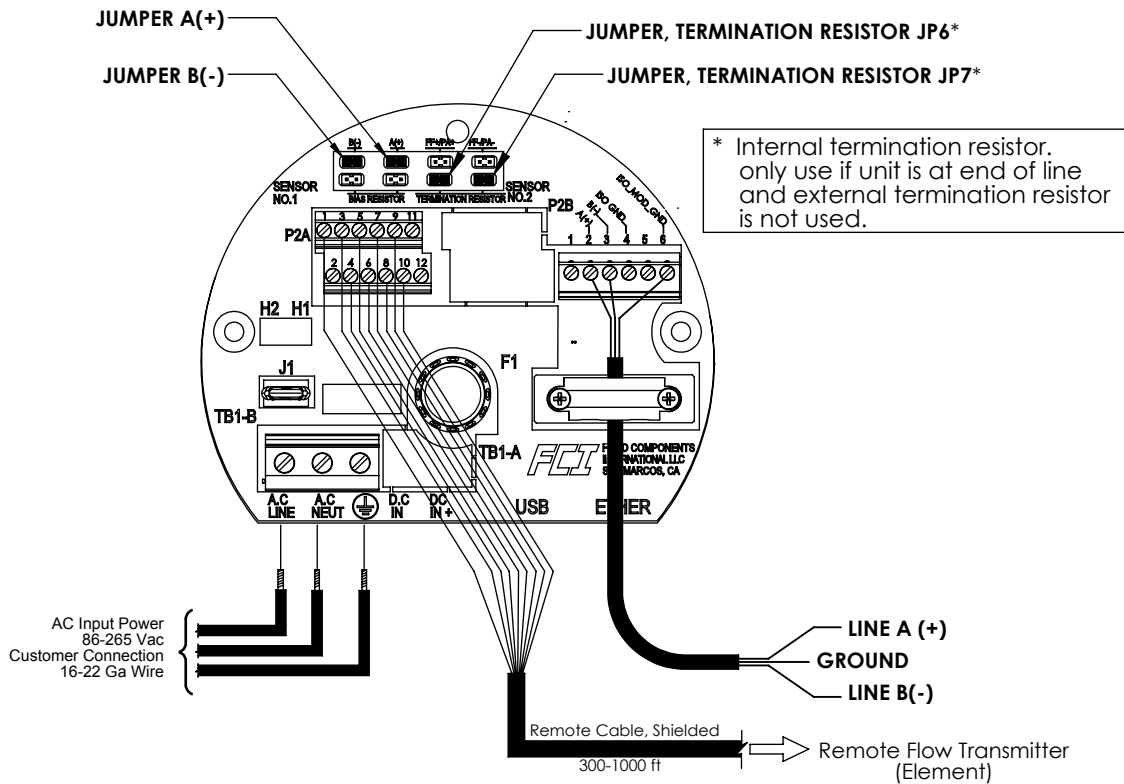 JUMPER A(+)
JUMPER, TERMINATION RESISTOR JP6*
JUMPER B(-)
JUMPER, TERMINATION RESISTOR JP7*
* Internal termination resistor.
only use if unit is at end of line
and external termination resistor
is not used.
B(-) A(+)
SENSOR
NO.1
BIAS RESISTOR TERMINATION RESISTOR
SENSOR
NO.2
P2B
A(+) B(-) ISO GND ISO_MOD_GND
P2A
1 3 5 7 9 11
1 2 3 4 5 6
2 4 6 8 10 12
H2 H1
J1
F1
TB1-B
TB1-A
FCI
COMPONENTS
INTERNATIONAL LLC
MARCOS, CA
A.C
LINE
A.C
NEUT
D.C
IN
DC
IN +
USB
AC Input Power
86-265 Vac
Customer Connection
16-22 Ga Wire
LINE A (+)
GROUND
LINE B(-)
Remote Cable, Shielded
300-1000 ft
Remote Flow Transmitter
(Element)